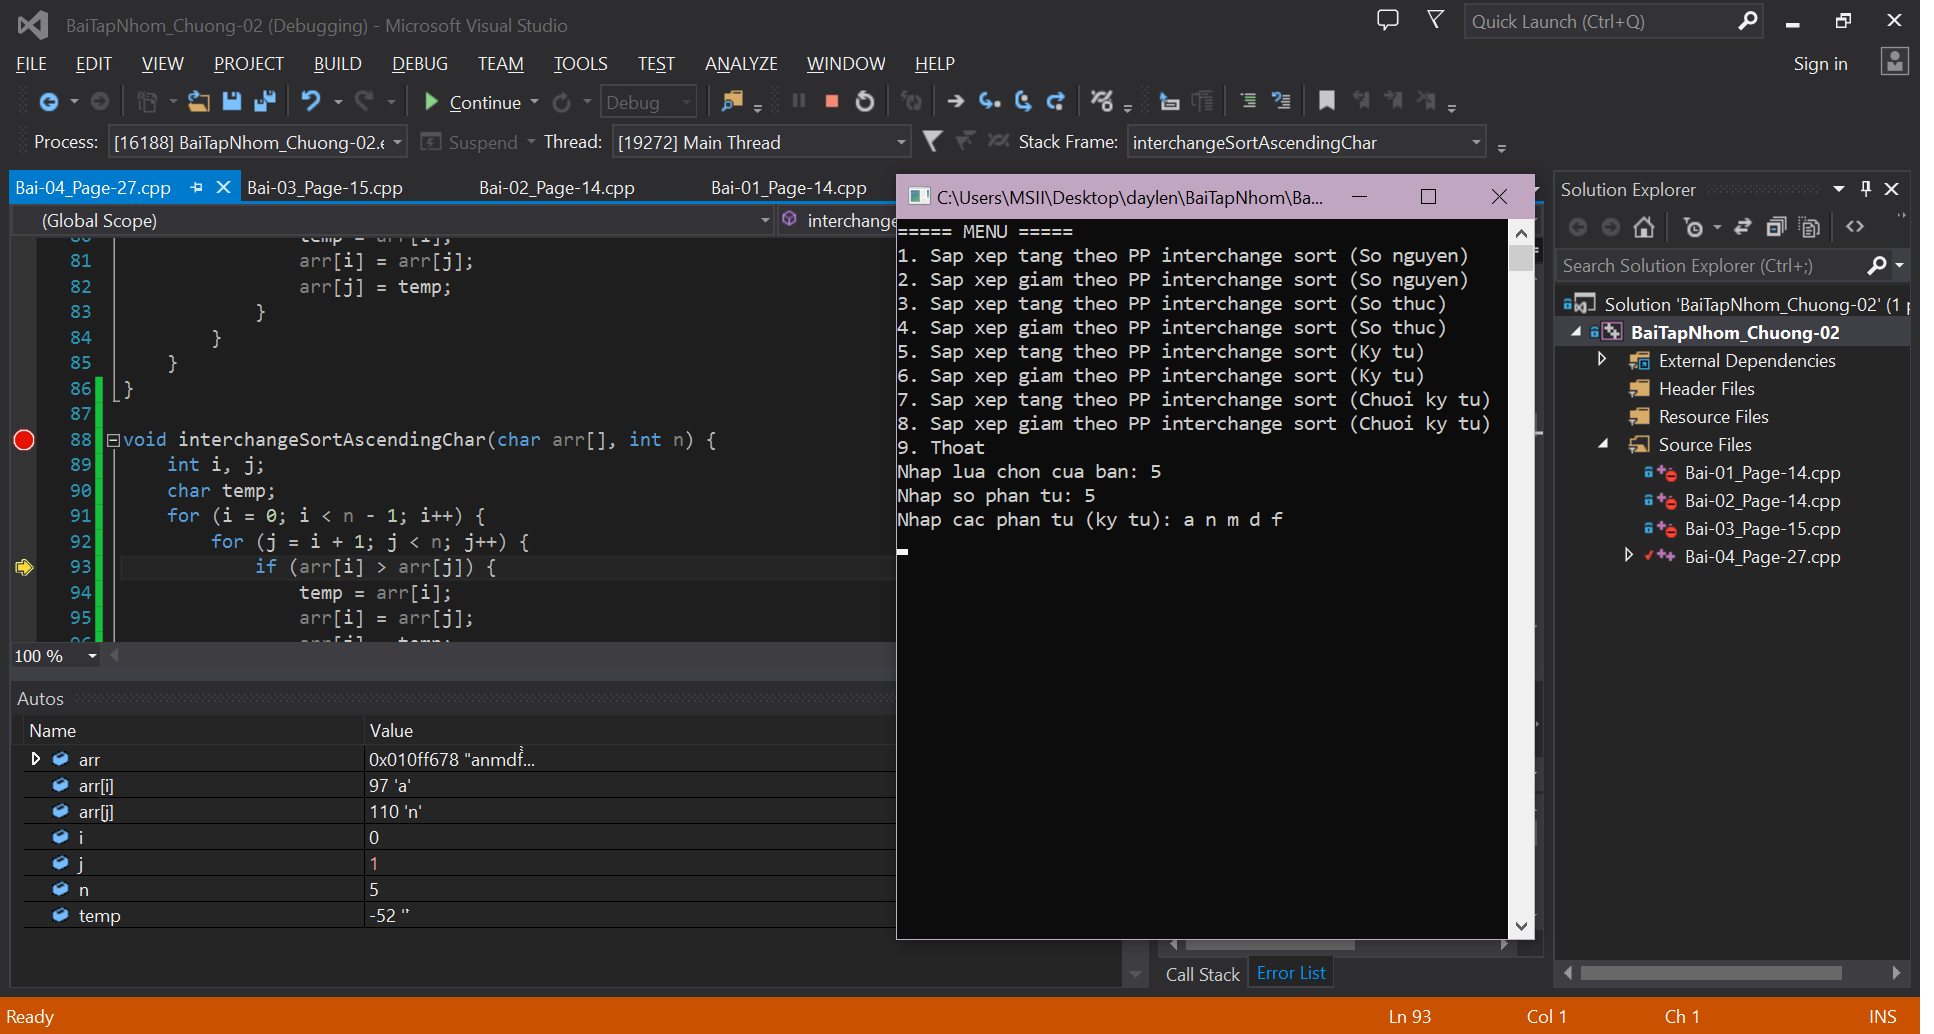 BaiTapNhom_Chuong-02 (Debugging) - Microsoft Visual Studio
Quick Launch (Ctrl+Q)
FILE EDIT VIEW PROJECT BUILD DEBUG TEAM TOOLS TEST ANALYZE WINDOW HELP
Sign in
Continue
Debug
Process: [16188] BaiTapNhom_Chuong-02.e Suspend Thread: [19272] Main Thread Stack Frame: interchangeSortAscendingChar
Bai-04_Page-27.cpp Bai-03_Page-15.cpp Bai-02_Page-14.cpp Bai-01_Page-14.cpp
(Global Scope) interchange
80 temp = arr[i];
81 arr[i] = arr[j];
82 arr[j] = temp;
83 }
84 }
85 }
86 }
87
88 void interchangeSortAscendingChar(char arr[], int n) {
89 int i, j;
90 char temp;
91 for (i = 0; i < n - 1; i++) {
92 for (j = i + 1; j < n; j++) {
93 if (arr[i] > arr[j]) {
94 temp = arr[i];
95 arr[i] = arr[j];
96 arr[j] = temp;
100 %
Autos
Name Value
arr 0x010ff678 "anmdf...
arr[i] 97 'a'
arr[j] 110 'n'
i 0
j 1
n 5
temp -52 ''
C:\Users\MSII\Desktop\daylen\BaiTapNhom\Ba...
===== MENU =====
1. Sap xep tang theo PP interchange sort (So nguyen)
2. Sap xep giam theo PP interchange sort (So nguyen)
3. Sap xep tang theo PP interchange sort (So thuc)
4. Sap xep giam theo PP interchange sort (So thuc)
5. Sap xep tang theo PP interchange sort (Ky tu)
6. Sap xep giam theo PP interchange sort (Ky tu)
7. Sap xep tang theo PP interchange sort (Chuoi ky tu)
8. Sap xep giam theo PP interchange sort (Chuoi ky tu)
9. Thoat
Nhap lua chon cua ban: 5
Nhap so phan tu: 5
Nhap cac phan tu (ky tu): a n m d f
Call Stack Error List
Solution Explorer
Search Solution Explorer (Ctrl+;)
Solution 'BaiTapNhom_Chuong-02' (1 p
BaiTapNhom_Chuong-02
External Dependencies
Header Files
Resource Files
Source Files
Bai-01_Page-14.cpp
Bai-02_Page-14.cpp
Bai-03_Page-15.cpp
Bai-04_Page-27.cpp
Ready Ln 93 Col 1 Ch 1 INS